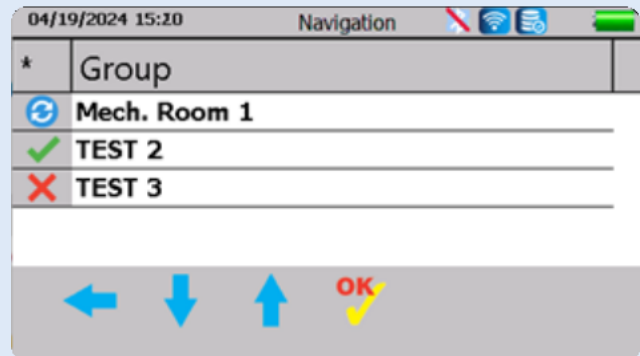 04/19/2024 15:20 Navigation
* Group
Mech. Room 1
TEST 2
TEST 3
OK